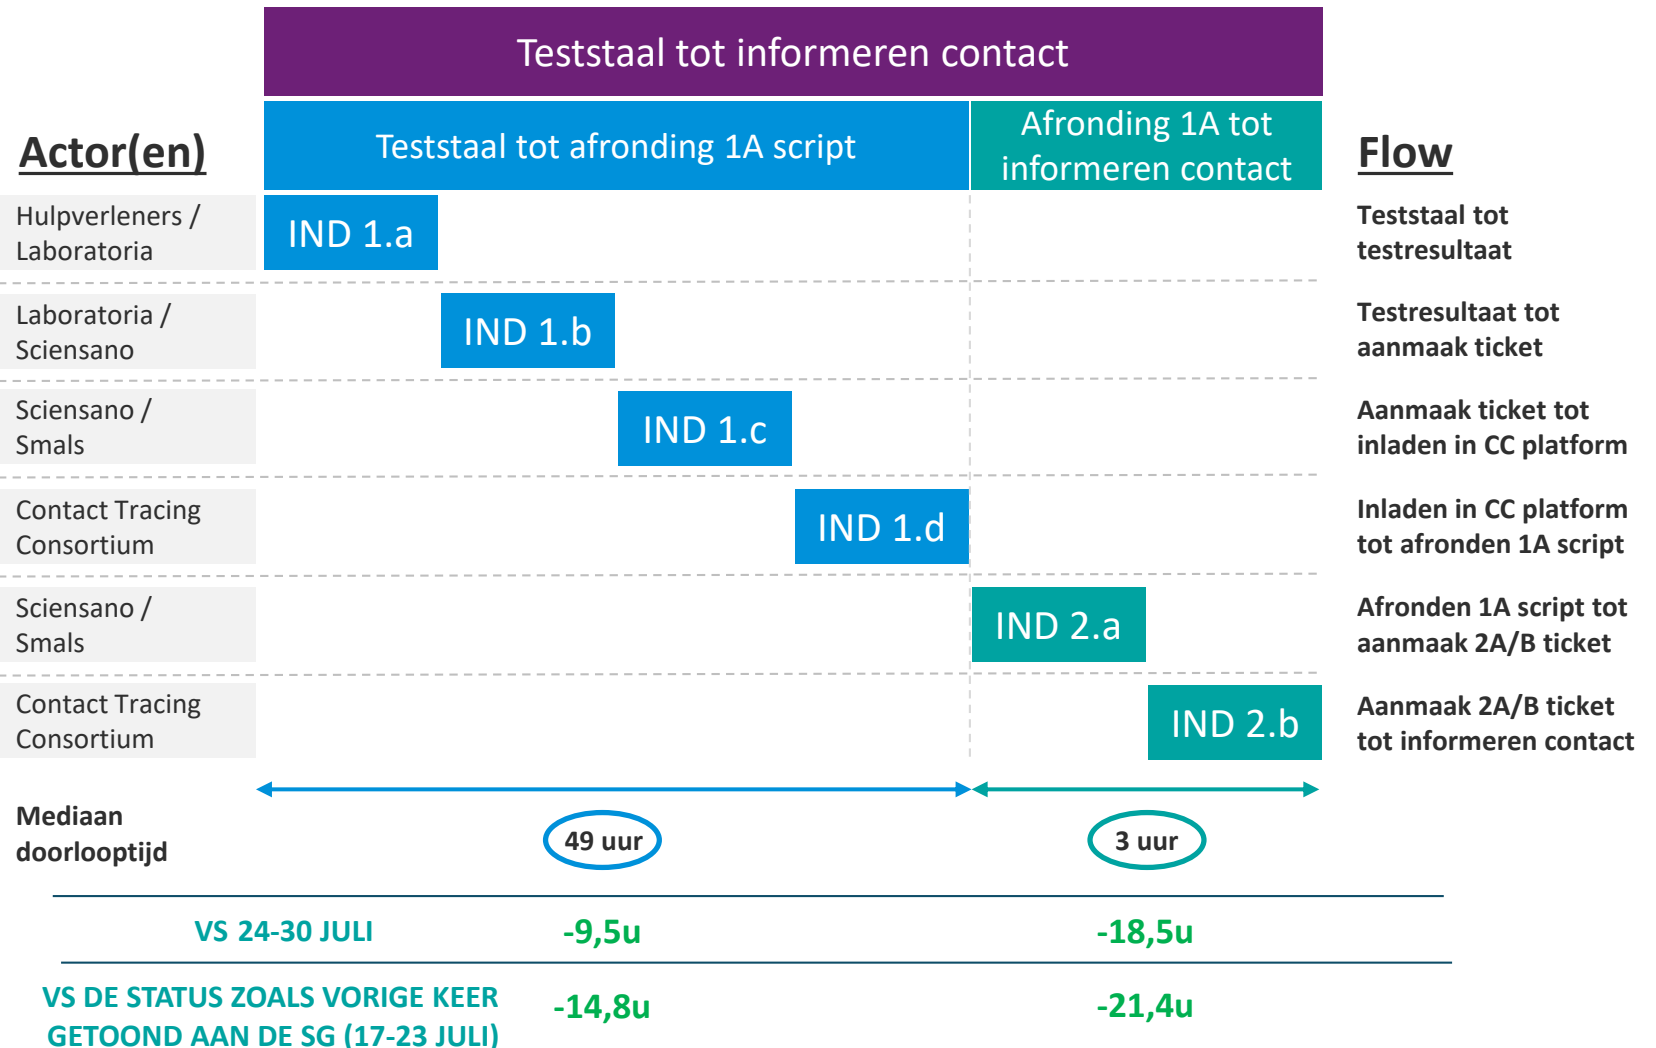 Teststaal tot informeren contact
Teststaal tot afronding 1A script
Afronding 1A tot
informeren contact
Actor(en)
Flow
Hulpverleners /
Laboratoria
IND 1.a
Teststaal tot
testresultaat
Laboratoria /
Sciensano
IND 1.b
Testresultaat tot
aanmaak ticket
Sciensano /
Smals
IND 1.c
Aanmaak ticket tot
inladen in CC platform
Contact Tracing
Consortium
IND 1.d
Inladen in CC platform
tot afronden 1A script
Sciensano /
Smals
IND 2.a
Afronden 1A script tot
aanmaak 2A/B ticket
Contact Tracing
Consortium
IND 2.b
Aanmaak 2A/B ticket
tot informeren contact
Mediaan
doorlooptijd
49 uur
3 uur
VS 24-30 JULI
-9,5u
-18,5u
VS DE STATUS ZOALS VORIGE KEER
GETOOND AAN DE SG (17-23 JULI)
-14,8u
-21,4u